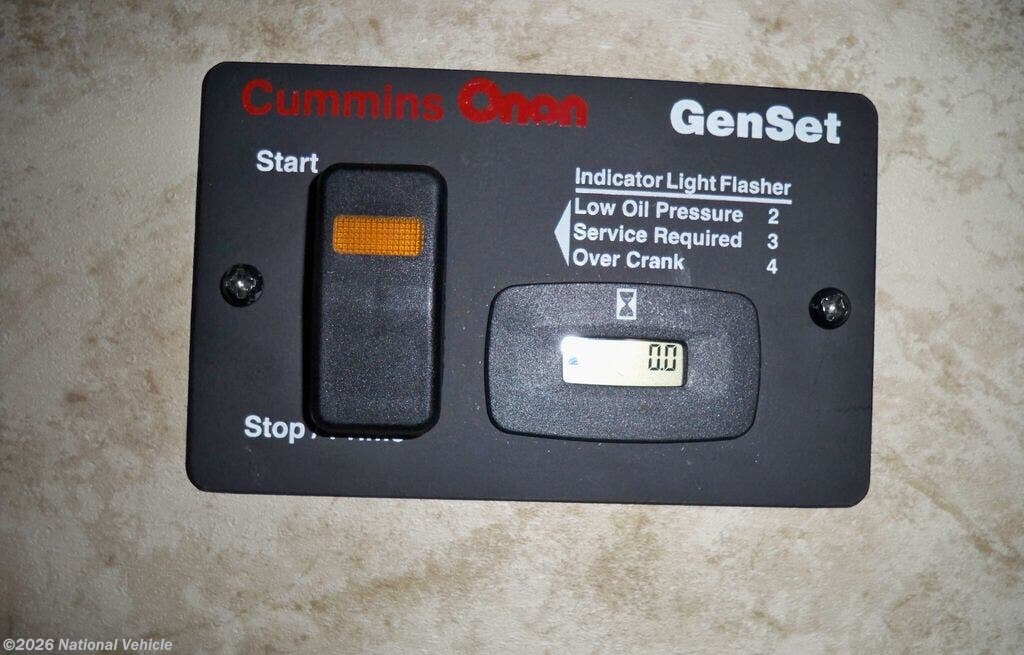 Cummins Onan
GenSet
Start
Indicator Light Flasher
Low Oil Pressure 2
Service Required 3
Over Crank 4
0.0
Stop / Prime
©2026 National Vehicle